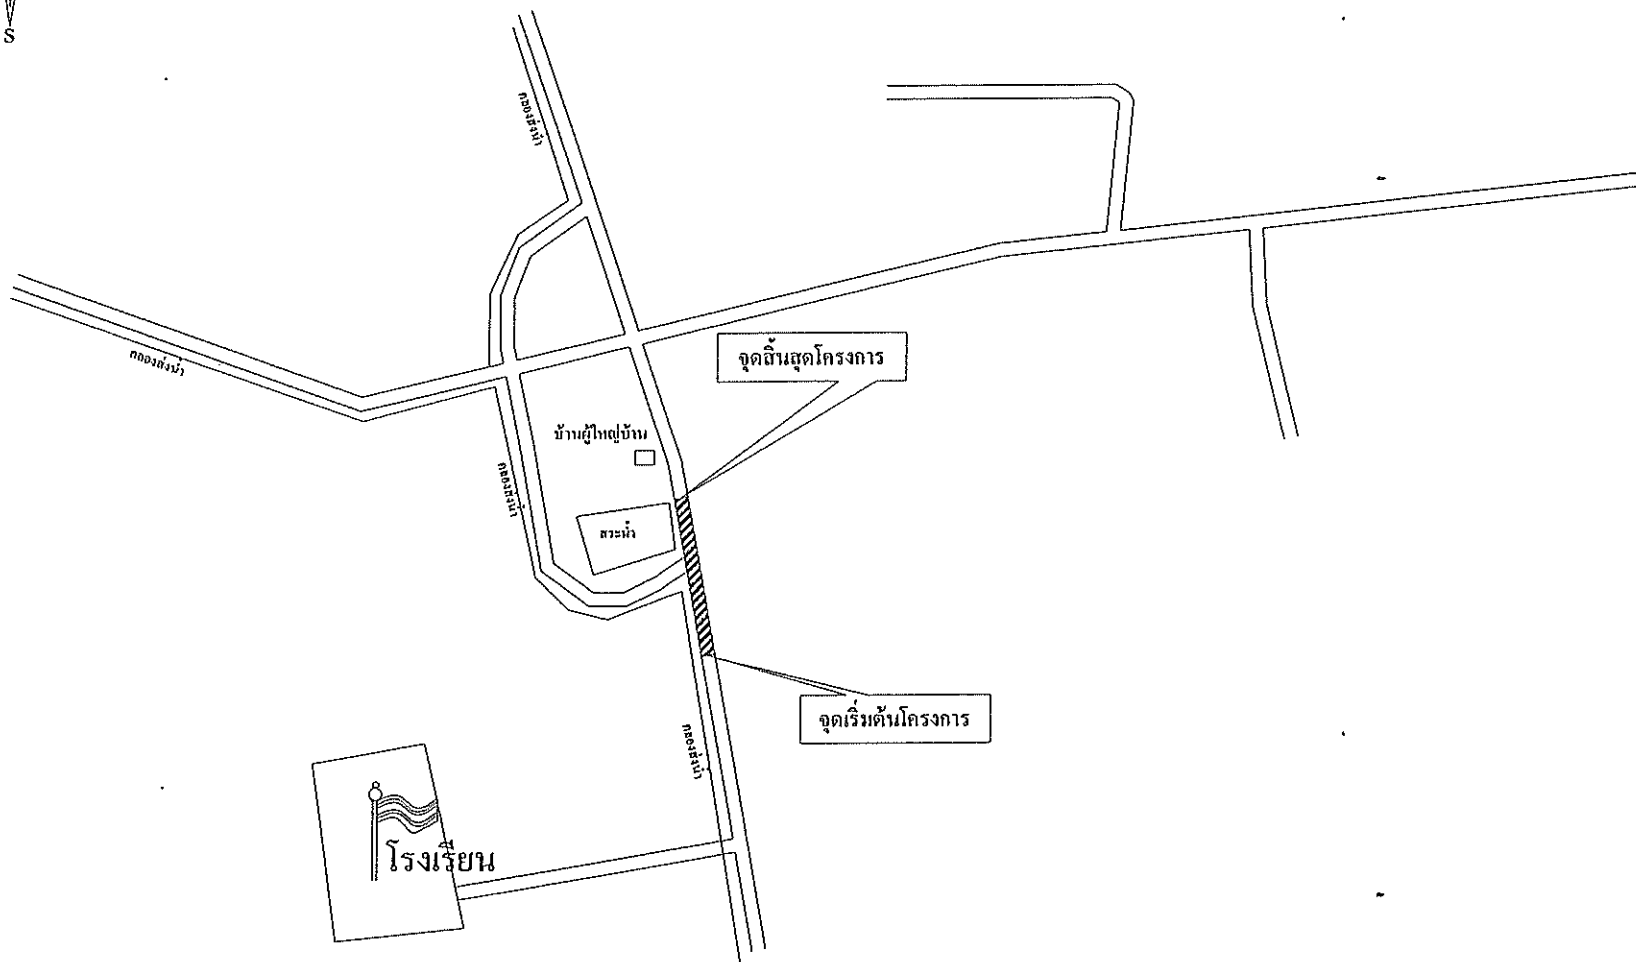 S
คลองส่งน้ำ
คลองส่งน้ำ
จุดสิ้นสุดโครงการ
บ้านผู้ใหญ่บ้าน
คลองส่งน้ำ
สระน้ำ
จุดเริ่มต้นโครงการ
คลองส่งน้ำ
โรงเรียน